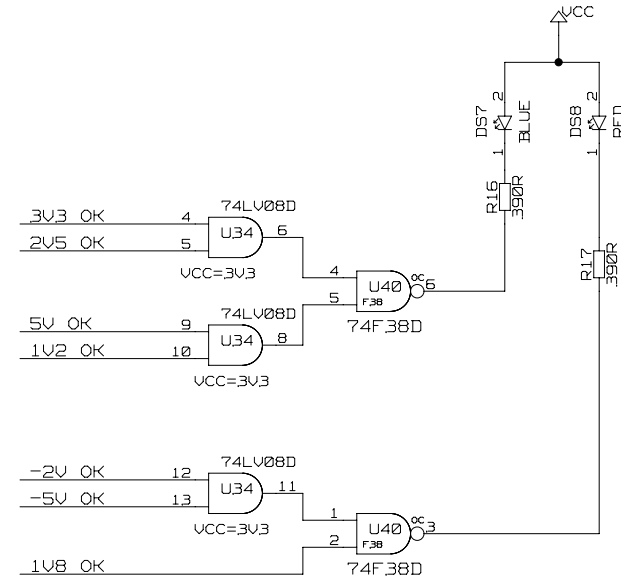 VCC
2
2
DS7
BLUE
DS8
RED
1
1
R16
390R
74LV08D
3V3 OK
4
U34
6
2V5 OK
5
R17
390R
VCC=3V3
4
U40
OC
6
74LV08D
5
F38
5V OK
9
U34
8
74F38D
1V2 OK
10
VCC=3V3
74LV08D
-2V OK
12
U34
11
-5V OK
13
1
U40
OC
3
VCC=3V3
2
F38
1V8 OK
74F38D